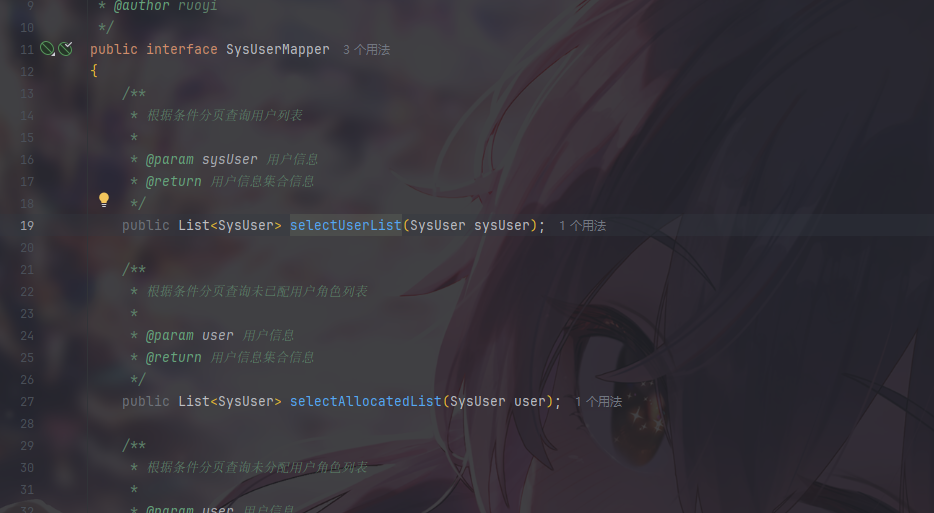 9 * @author ruoyi
10 */
11 public interface SysUserMapper 3 个用法
12 {
13 /**
14 * 根据条件分页查询用户列表
15 *
16 * @param sysUser 用户信息
17 * @return 用户信息集合信息
18 */
19 public List<SysUser> selectUserList(SysUser sysUser); 1 个用法
20
21 /**
22 * 根据条件分页查询未已配用户角色列表
23 *
24 * @param user 用户信息
25 * @return 用户信息集合信息
26 */
27 public List<SysUser> selectAllocatedList(SysUser user); 1 个用法
28
29 /**
30 * 根据条件分页查询未分配用户角色列表
31 *
32 * @param user 用户信息